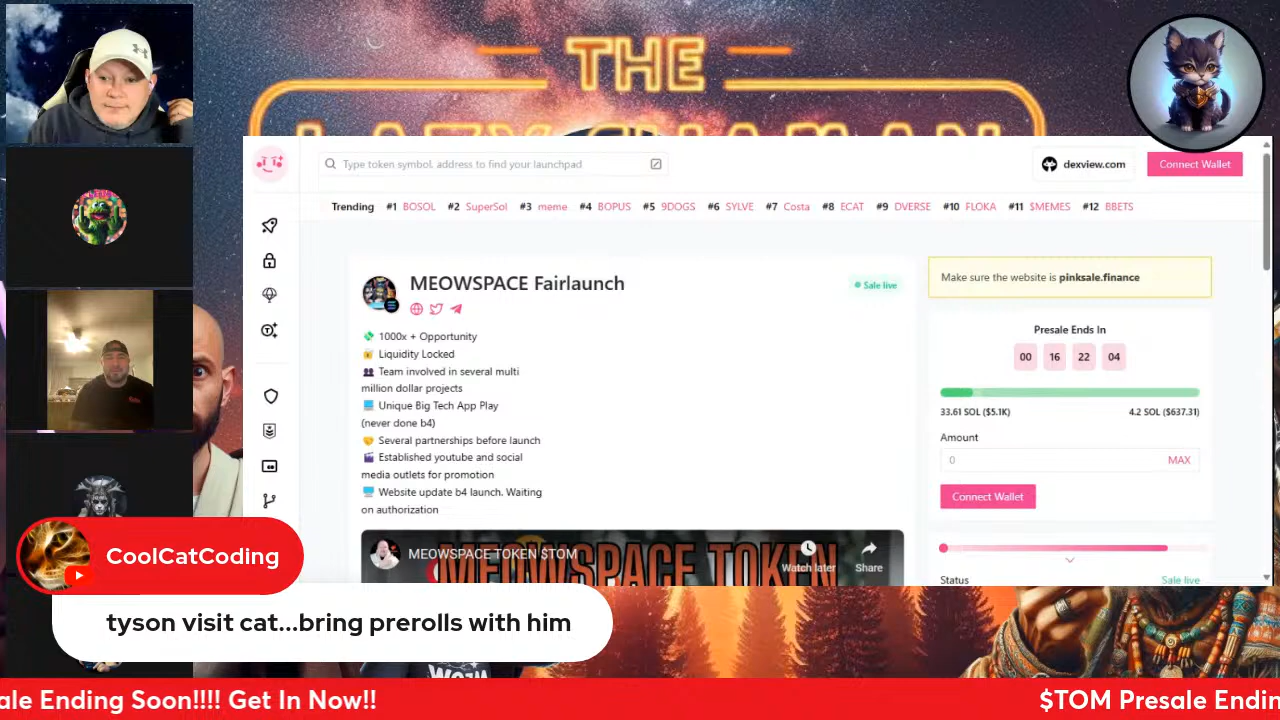 THE
LAZY SHAMAN
Type token symbol, address to find your launchpad
dexview.com
Connect Wallet
Trending #1 BOSOL #2 SuperSol #3 meme #4 BOPUS #5 9DOGS #6 SYLVE #7 Costa #8 ECAT #9 DVERSE #10 FLOKA #11 $MEMES #12 BBETS
MEOWSPACE Fairlaunch
Sale live
1000x + Opportunity
Liquidity Locked
Team involved in several multi
million dollar projects
Unique Big Tech App Play
(never done b4)
Several partnerships before launch
Established youtube and social
media outlets for promotion
Website update b4 launch. Waiting
on authorization
MEOWSPACE TOKEN $TOM
MEOWSPACE TOKEN
Watch later
Share
Make sure the website is pinksale.finance
Presale Ends In
00 16 22 04
33.61 SOL ($5.1K) 4.2 SOL ($637.31)
Amount
0 MAX
Connect Wallet
Status Sale live
CoolCatCoding
tyson visit cat...bring prerolls with him
ale Ending Soon!!!! Get In Now!! $TOM Presale Endin